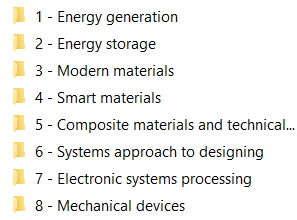 1 - Energy generation
2 - Energy storage
3 - Modern materials
4 - Smart materials
5 - Composite materials and technical...
6 - Systems approach to designing
7 - Electronic systems processing
8 - Mechanical devices